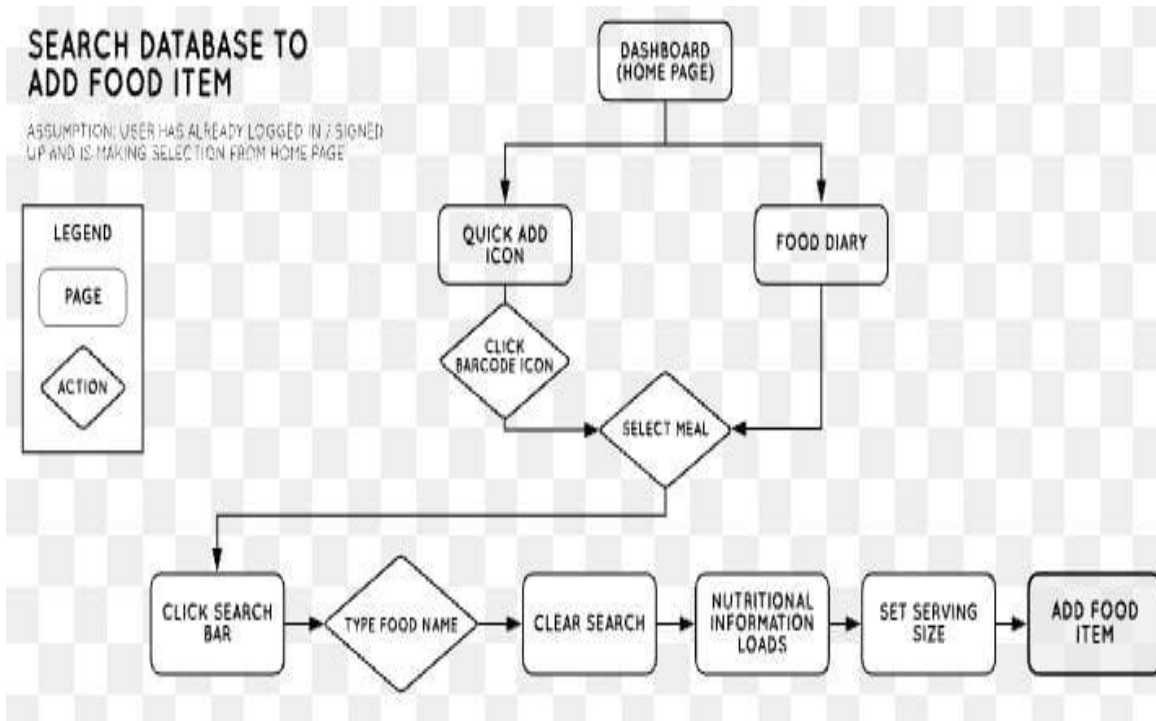 SEARCH DATABASE TO
ADD FOOD ITEM
ASSUMPTION: USER HAS ALREADY LOGGED IN / SIGNED
UP AND IS MAKING SELECTION FROM HOME PAGE
LEGEND
PAGE
ACTION
DASHBOARD
(HOME PAGE)
QUICK ADD
ICON
FOOD DIARY
CLICK
BARCODE ICON
SELECT MEAL
CLICK SEARCH
BAR
TYPE FOOD NAME
CLEAR SEARCH
NUTRITIONAL
INFORMATION
LOADS
SET SERVING
SIZE
ADD FOOD
ITEM